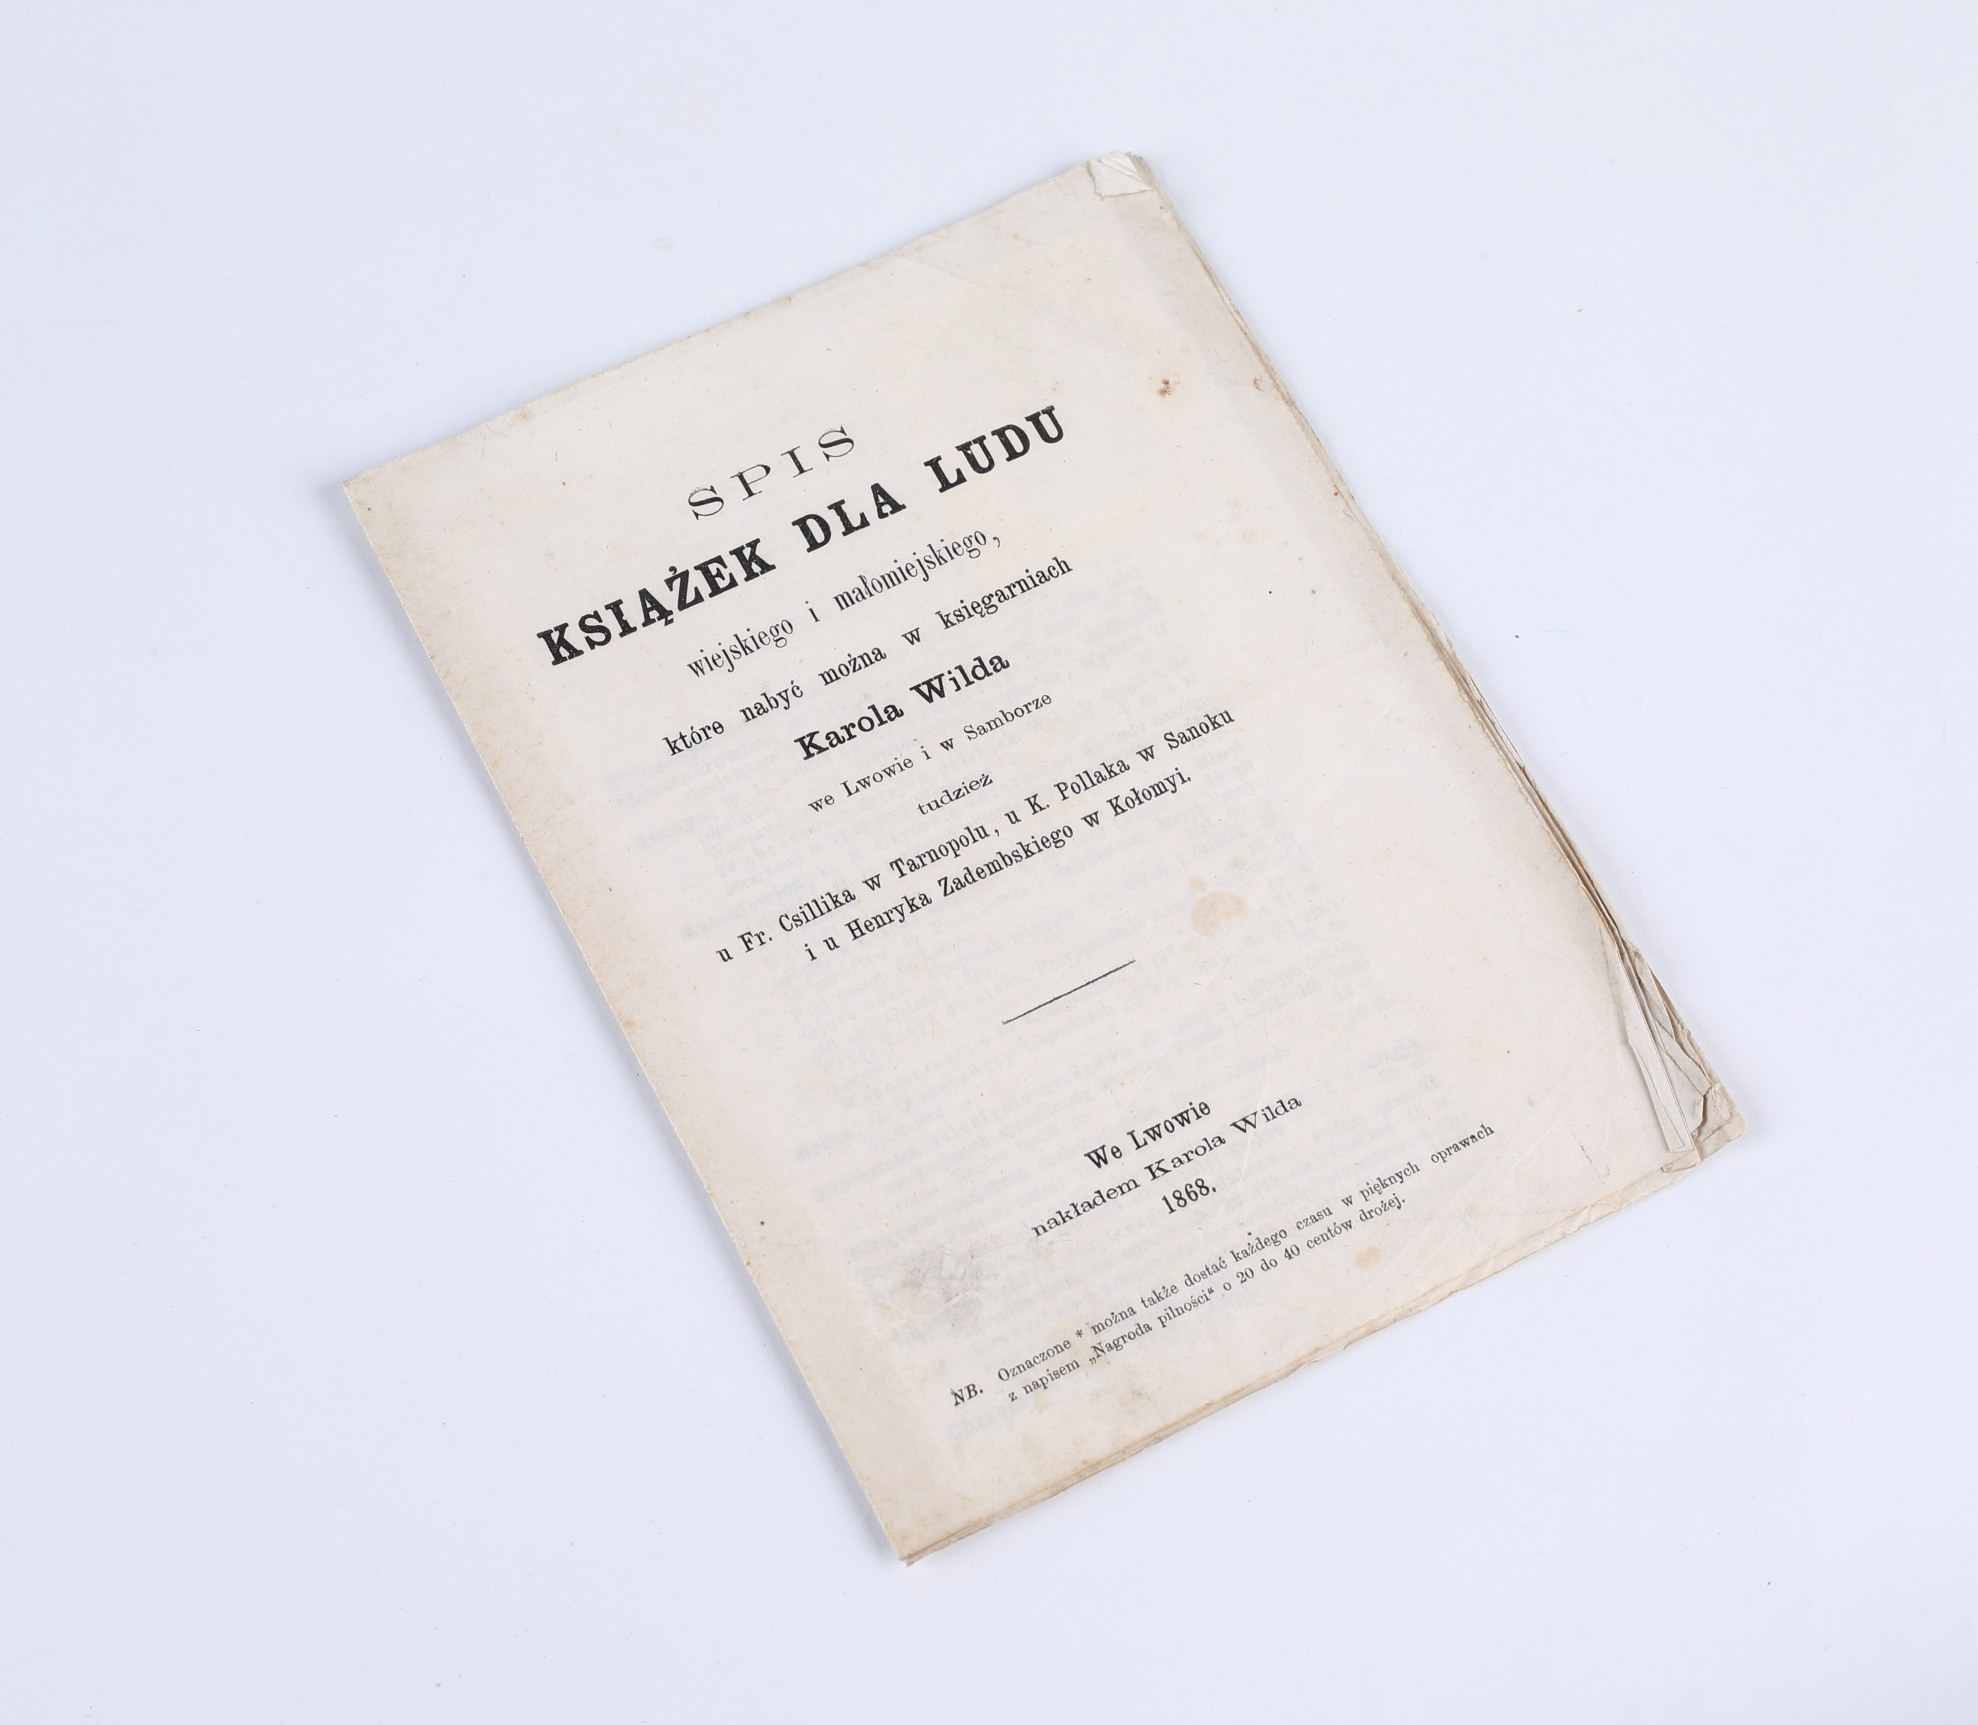 SPIS
KSIĄŻEK DLA LUDU
wiejskiego i małomiejskiego,
które nabyć można w księgarniach
Karola Wilda
we Lwowie i w Samborze
tudzież
u Fr. Csillika w Tarnopolu, u K. Pollaka w Sanoku
i u Henryka Zadembskiego w Kołomyi.
We Lwowie
nakładem Karola Wilda
1868.
NB. Oznaczone * można także dostać każdego czasu w pięknych oprawach
z napisem „Nagroda pilności“ o 20 do 40 centów drożej.